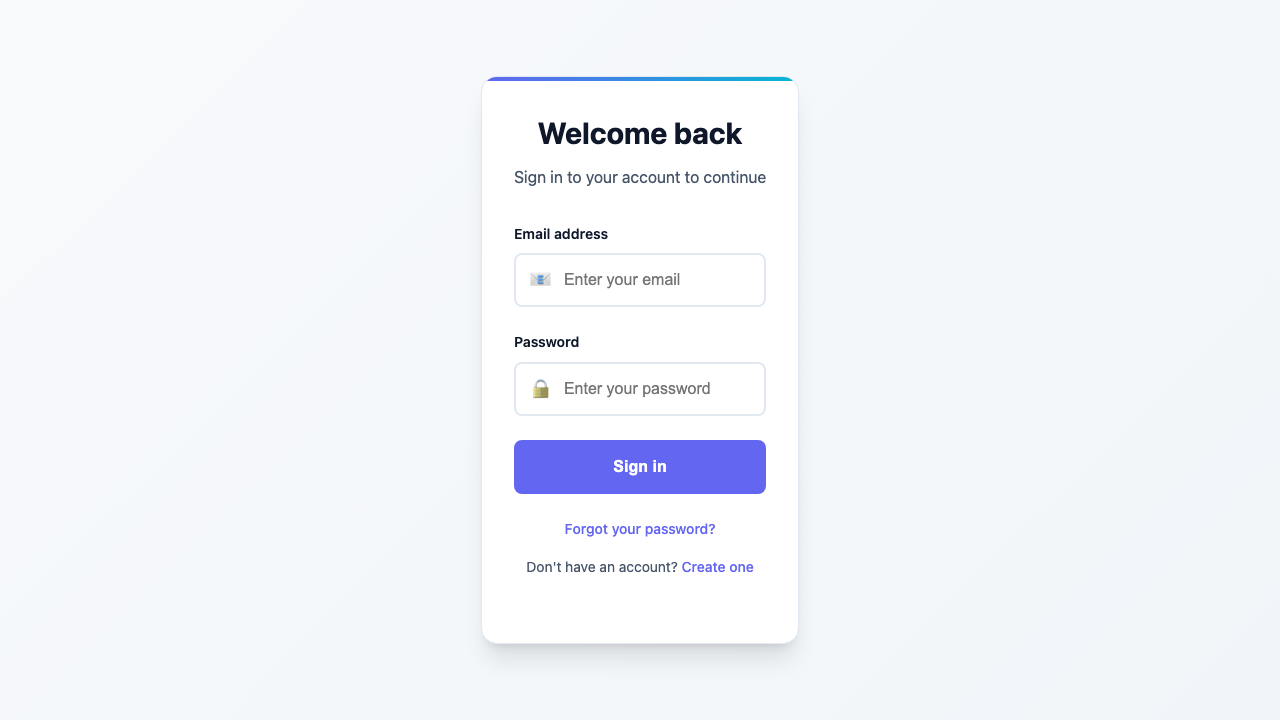 Welcome back
Sign in to your account to continue
Email address
Enter your email
Password
Enter your password
Sign in
Forgot your password?
Don't have an account? Create one